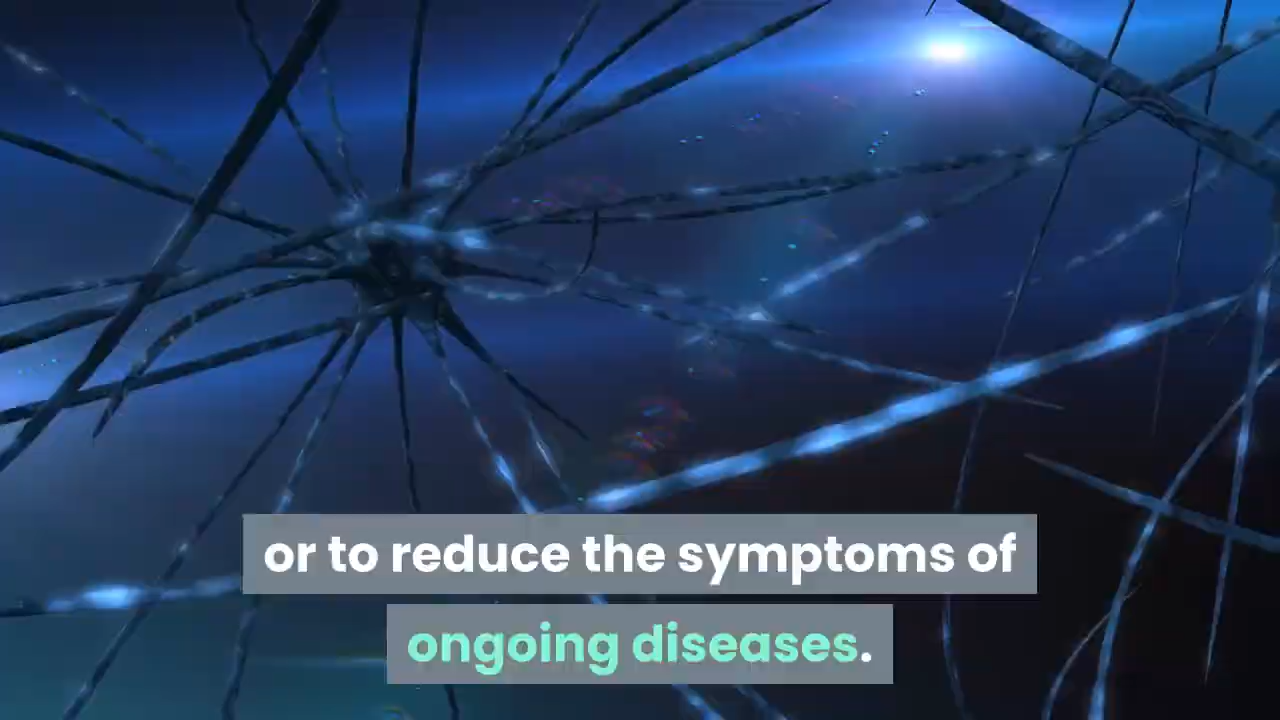 or to reduce the symptoms of
ongoing diseases.